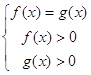 f(x) = g(x)
f(x) > 0
g(x) > 0